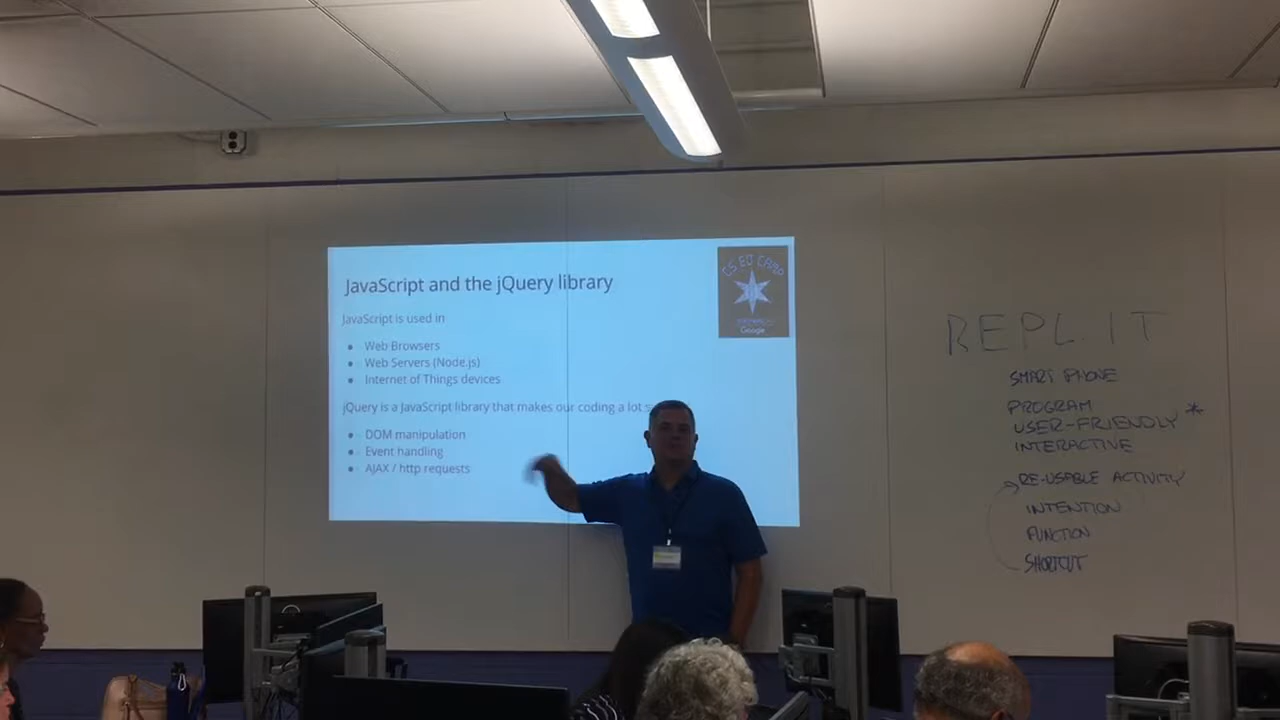 JavaScript and the jQuery library
JavaScript is used in
● Web Browsers
● Web Servers (Node.js)
● Internet of Things devices
jQuery is a JavaScript library that makes our coding a lot
● DOM manipulation
● Event handling
● AJAX / http requests
CS ED CAMP
Google
REPL.IT
SMART PHONE
PROGRAM
USER-FRIENDLY *
INTERACTIVE
RE-USABLE ACTIVITY
INTENTION
FUNCTION
SHORTCUT